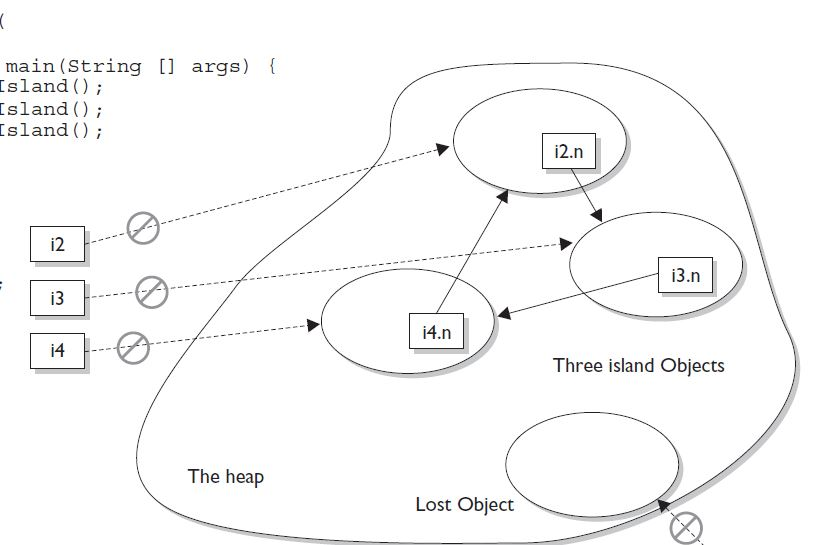 (
main(String [] args) {
Island();
Island();
Island();
i2.n
i2
i3.n
;
i3
i4.n
i4
Three island Objects
The heap
Lost Object